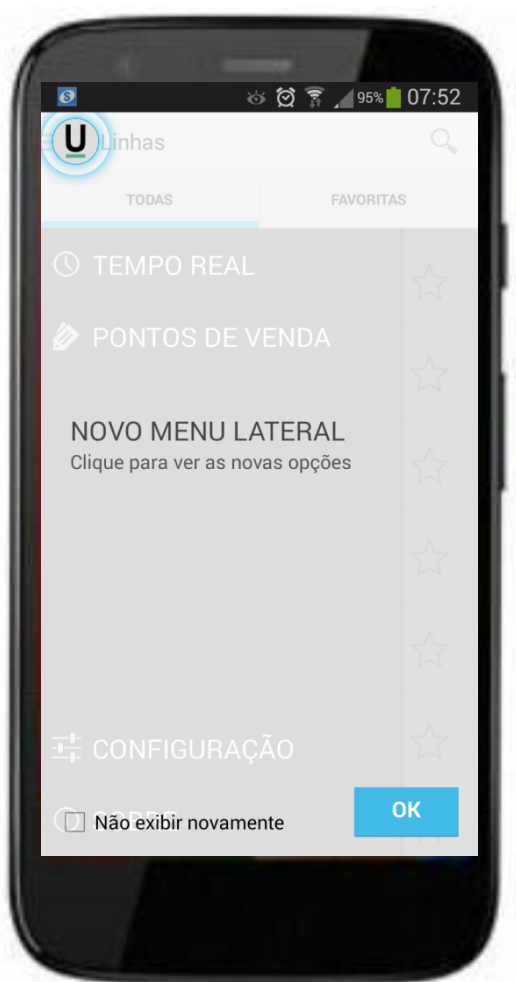 95% 07:52
U Linhas
TODAS FAVORITAS
TEMPO REAL
PONTOS DE VENDA
NOVO MENU LATERAL
Clique para ver as novas opções
CONFIGURAÇÃO
SOBRE
Não exibir novamente
OK